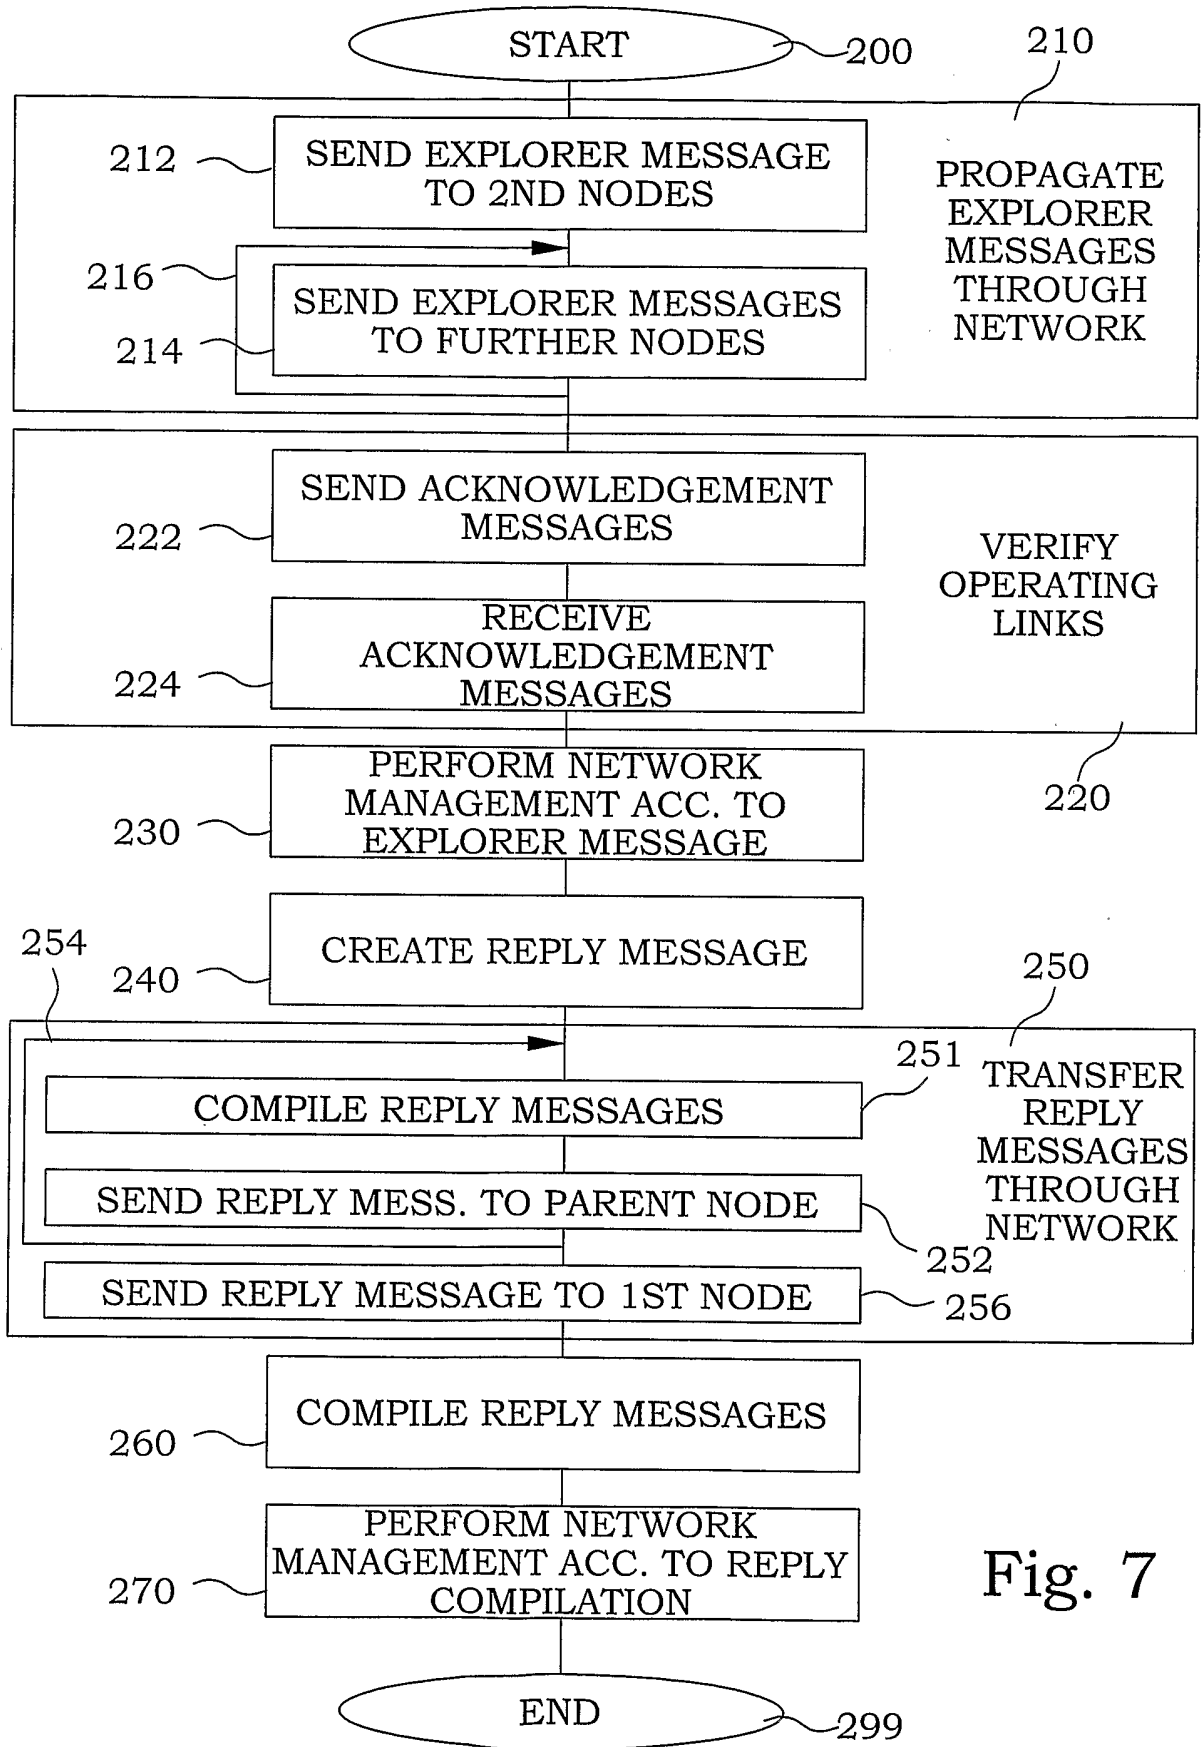 START
200
210
212
SEND EXPLORER MESSAGE
TO 2ND NODES
PROPAGATE
EXPLORER
MESSAGES
THROUGH
NETWORK
216
SEND EXPLORER MESSAGES
TO FURTHER NODES
214
SEND ACKNOWLEDGEMENT
MESSAGES
222
VERIFY
OPERATING
LINKS
RECEIVE
ACKNOWLEDGEMENT
MESSAGES
224
220
PERFORM NETWORK
MANAGEMENT ACC. TO
EXPLORER MESSAGE
230
CREATE REPLY MESSAGE
240
254
250
251
TRANSFER
REPLY
MESSAGES
THROUGH
NETWORK
COMPILE REPLY MESSAGES
SEND REPLY MESS. TO PARENT NODE
252
SEND REPLY MESSAGE TO 1ST NODE
256
COMPILE REPLY MESSAGES
260
PERFORM NETWORK
MANAGEMENT ACC. TO REPLY
COMPILATION
270
Fig. 7
END
299